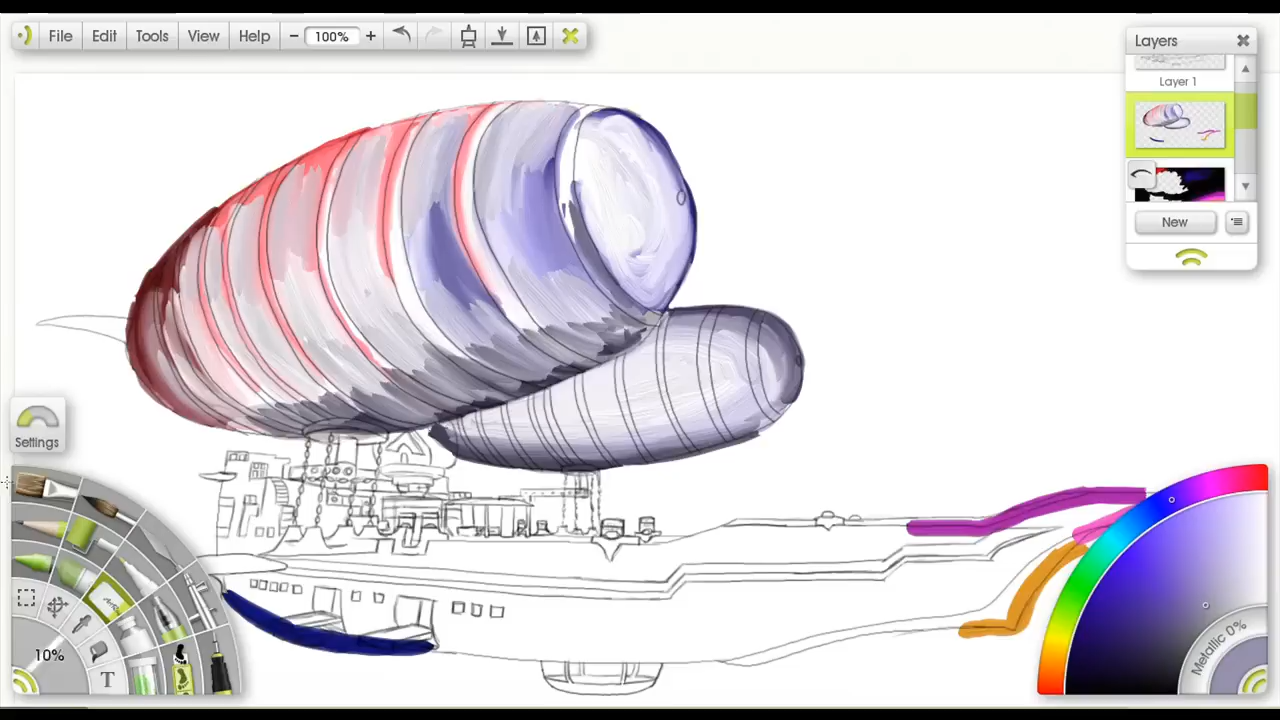 File Edit Tools View Help − 100% +
Layers
Layer 1
New
Settings
10%
T
Metallic 0%